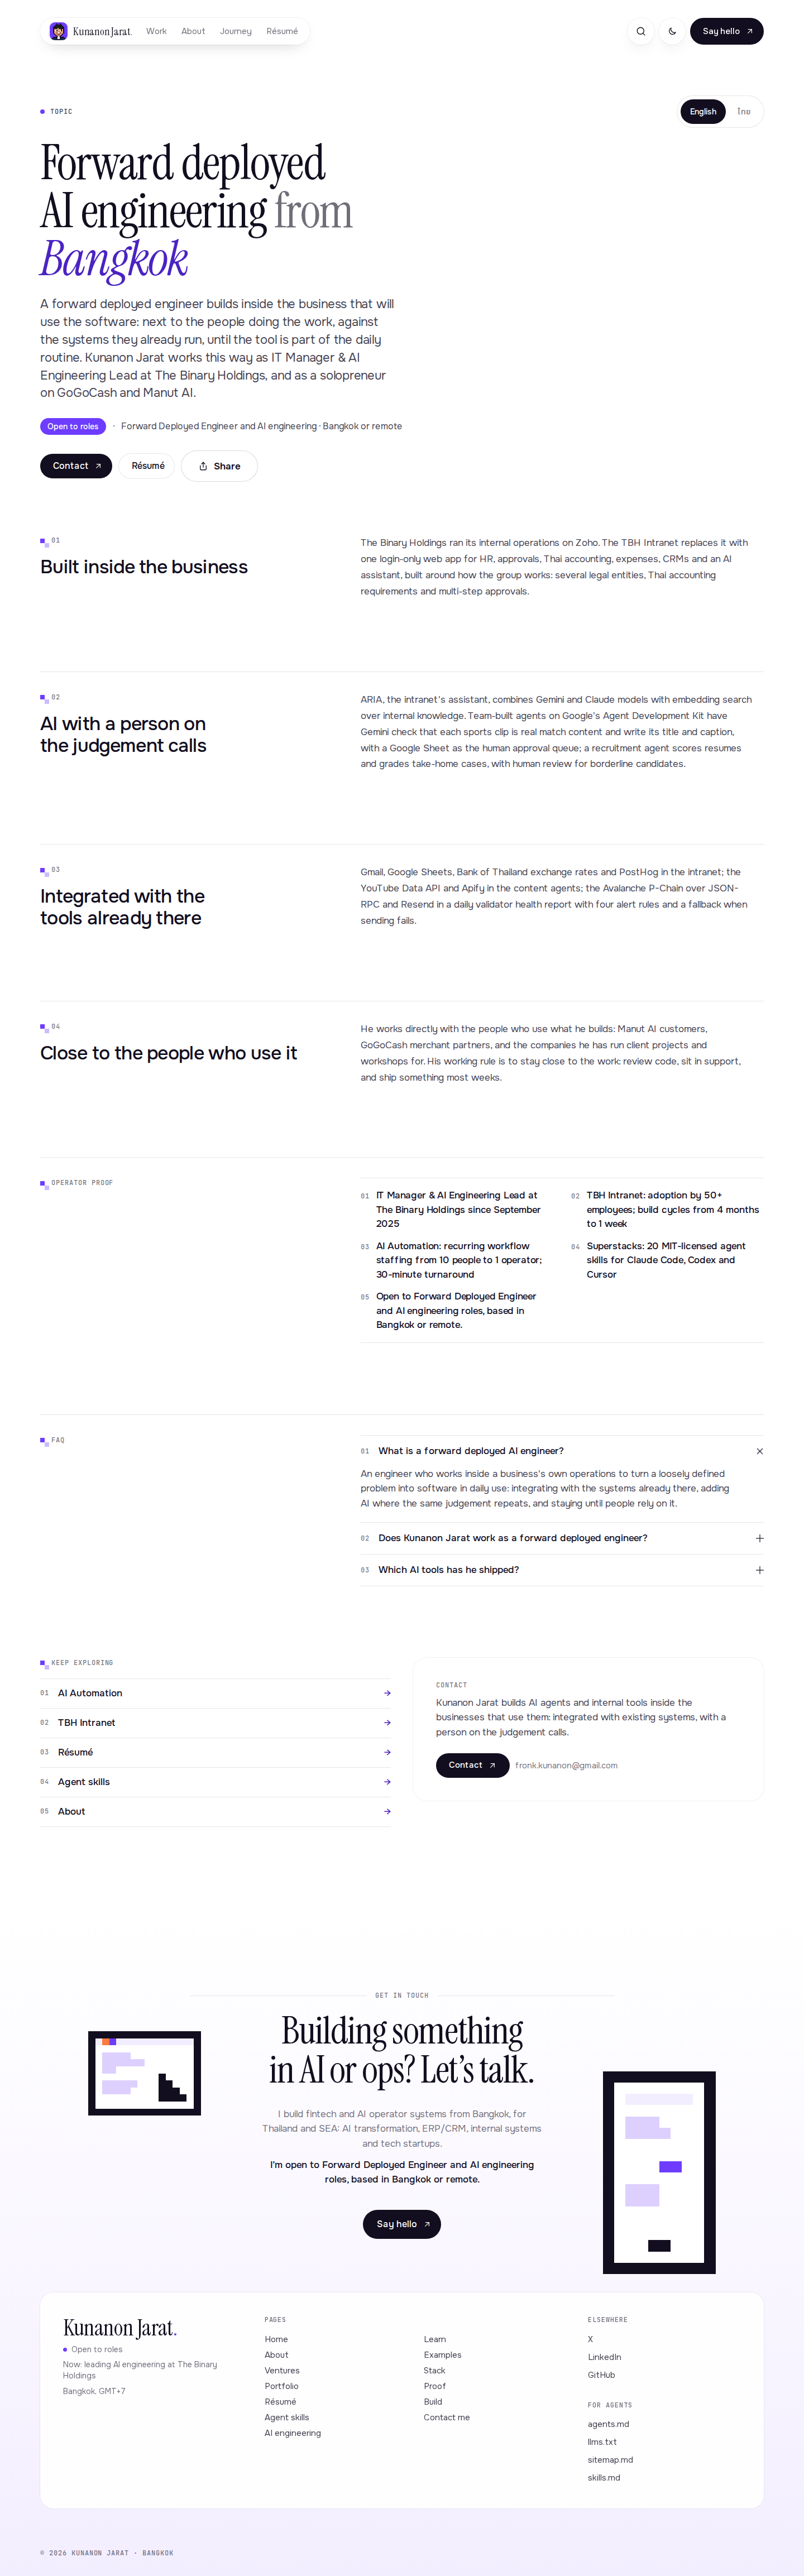 Kunanon Jarat.
Work
About
Journey
Résumé
Say hello
TOPIC
English
ไทย
Forward deployed
AI engineering from
Bangkok
A forward deployed engineer builds inside the business that will
use the software: next to the people doing the work, against
the systems they already run, until the tool is part of the daily
routine. Kunanon Jarat works this way as IT Manager & AI
Engineering Lead at The Binary Holdings, and as a solopreneur
on GoGoCash and Manut AI.
Open to roles · Forward Deployed Engineer and AI engineering · Bangkok or remote
Contact
Résumé
Share
01
Built inside the business
The Binary Holdings ran its internal operations on Zoho. The TBH Intranet replaces it with
one login-only web app for HR, approvals, Thai accounting, expenses, CRMs and an AI
assistant, built around how the group works: several legal entities, Thai accounting
requirements and multi-step approvals.
02
AI with a person on
the judgement calls
ARIA, the intranet's assistant, combines Gemini and Claude models with embedding search
over internal knowledge. Team-built agents on Google's Agent Development Kit have
Gemini check that each sports clip is real match content and write its title and caption,
with a Google Sheet as the human approval queue; a recruitment agent scores resumes
and grades take-home cases, with human review for borderline candidates.
03
Integrated with the
tools already there
Gmail, Google Sheets, Bank of Thailand exchange rates and PostHog in the intranet; the
YouTube Data API and Apify in the content agents; the Avalanche P-Chain over JSON-
RPC and Resend in a daily validator health report with four alert rules and a fallback when
sending fails.
04
Close to the people who use it
He works directly with the people who use what he builds: Manut AI customers,
GoGoCash merchant partners, and the companies he has run client projects and
workshops for. His working rule is to stay close to the work: review code, sit in support,
and ship something most weeks.
OPERATOR PROOF
01 IT Manager & AI Engineering Lead at
The Binary Holdings since September
2025
02 TBH Intranet: adoption by 50+
employees; build cycles from 4 months
to 1 week
03 AI Automation: recurring workflow
staffing from 10 people to 1 operator;
30-minute turnaround
04 Superstacks: 20 MIT-licensed agent
skills for Claude Code, Codex and
Cursor
05 Open to Forward Deployed Engineer
and AI engineering roles, based in
Bangkok or remote.
FAQ
01 What is a forward deployed AI engineer?
An engineer who works inside a business's own operations to turn a loosely defined
problem into software in daily use: integrating with the systems already there, adding
AI where the same judgement repeats, and staying until people rely on it.
02 Does Kunanon Jarat work as a forward deployed engineer?
03 Which AI tools has he shipped?
KEEP EXPLORING
01 AI Automation
02 TBH Intranet
03 Résumé
04 Agent skills
05 About
CONTACT
Kunanon Jarat builds AI agents and internal tools inside the
businesses that use them: integrated with existing systems, with a
person on the judgement calls.
Contact
fronk.kunanon@gmail.com
GET IN TOUCH
Building something
in AI or ops? Let's talk.
I build fintech and AI operator systems from Bangkok, for
Thailand and SEA: AI transformation, ERP/CRM, internal systems
and tech startups.
I'm open to Forward Deployed Engineer and AI engineering
roles, based in Bangkok or remote.
Say hello
Kunanon Jarat.
Open to roles
Now: leading AI engineering at The Binary
Holdings
Bangkok, GMT+7
PAGES
Home
About
Ventures
Portfolio
Résumé
Agent skills
AI engineering
Learn
Examples
Stack
Proof
Build
Contact me
ELSEWHERE
X
LinkedIn
GitHub
FOR AGENTS
agents.md
llms.txt
sitemap.md
skills.md
© 2026 KUNANON JARAT · BANGKOK